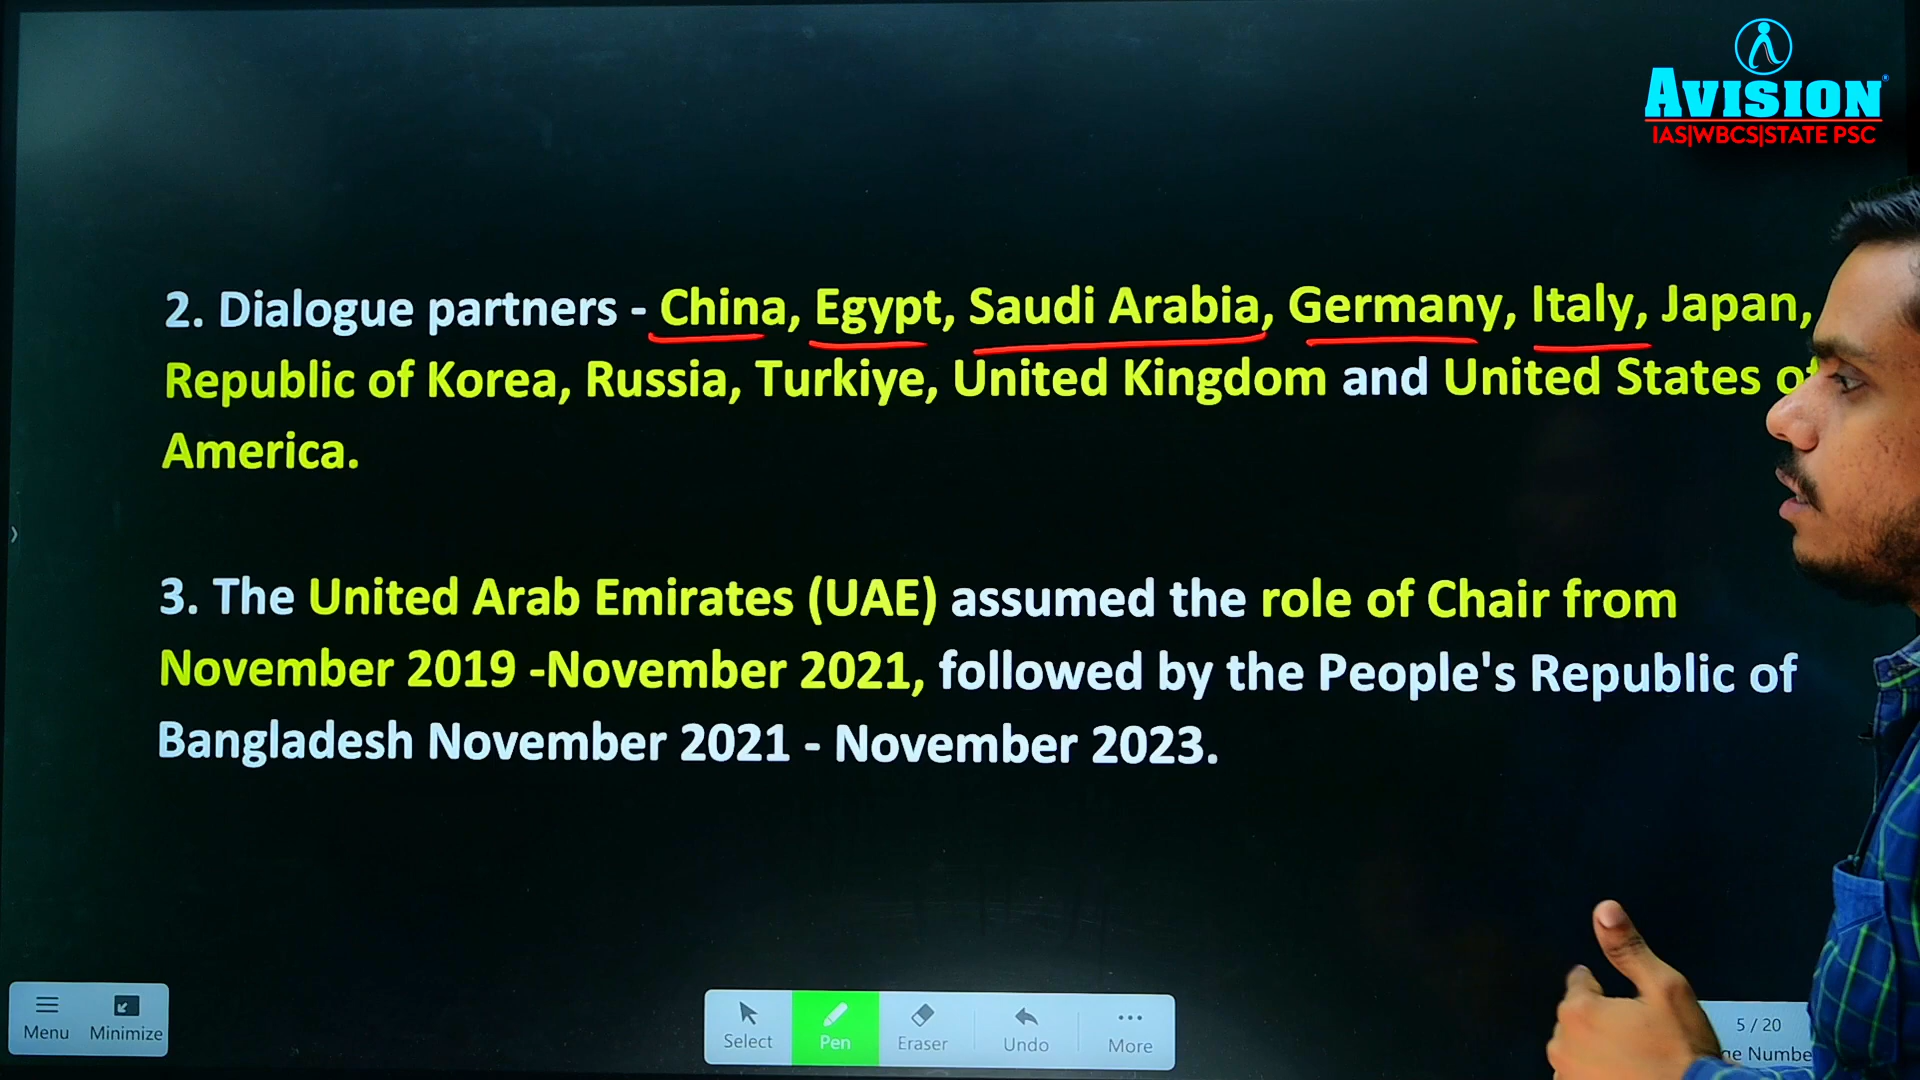 AVISION
IAS|WBCS|STATE PSC
2. Dialogue partners - China, Egypt, Saudi Arabia, Germany, Italy, Japan,
Republic of Korea, Russia, Turkiye, United Kingdom and United States of
America.
3. The United Arab Emirates (UAE) assumed the role of Chair from
November 2019 -November 2021, followed by the People's Republic of
Bangladesh November 2021 - November 2023.
Menu Minimize
Select Pen Eraser Undo More
5 / 20